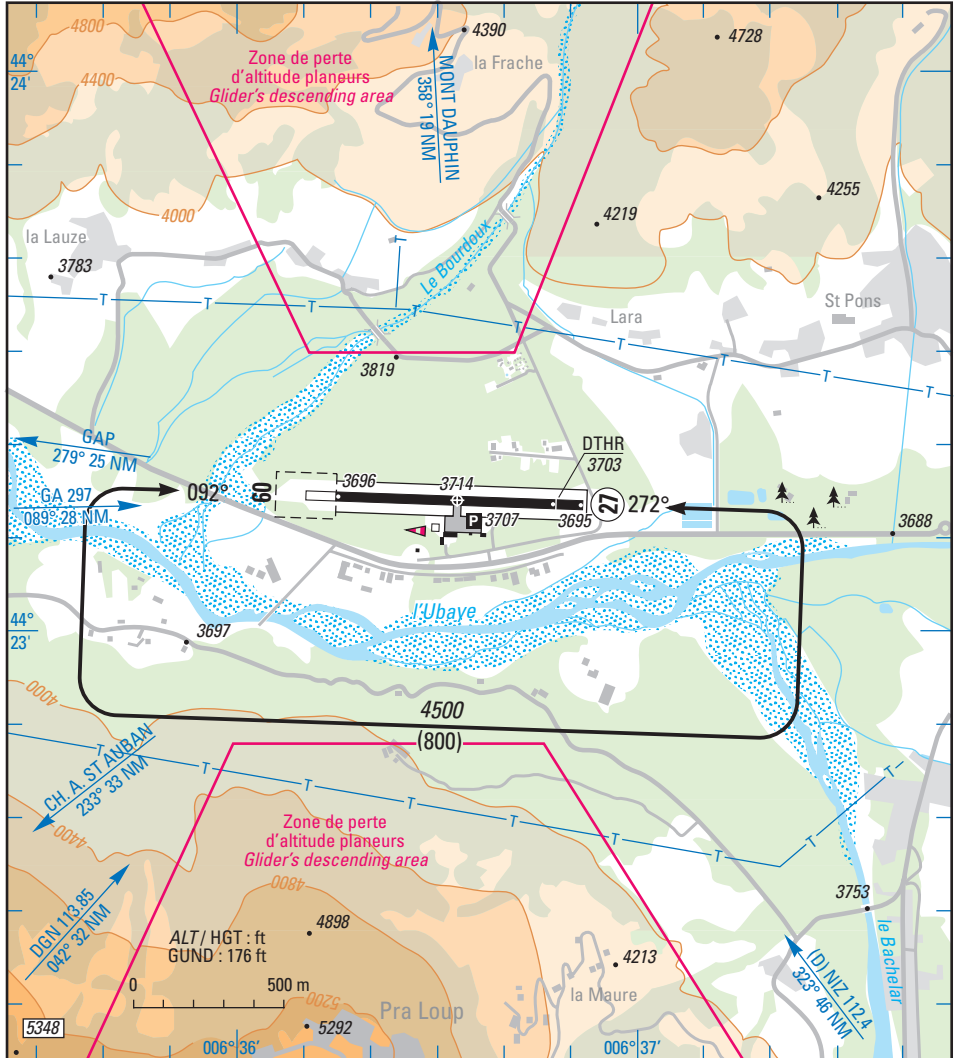 4800
4390
4728
44°
24'
Zone de perte
d'altitude planeurs
Glider's descending area
la Frache
4400
MONT DAUPHIN
358° 19 NM
4000
4255
4219
la Lauze
3783
T
Le Bourdoux
T
T
T
T
T
Lara
St Pons
T
T
T
T
3819
GAP
279° 25 NM
DTHR
3703
GA 297
089° 28 NM
092°
09
3696
3714
27
272°
P
3707
3695
3688
l'Ubaye
44°
23'
3697
4000
4500
(800)
T
T
T
T
T
T
T
T
CH. A. ST AUBAN
233° 33 NM
4400
Zone de perte
d'altitude planeurs
Glider's descending area
4800
DGN 113.85
042° 32 NM
4898
3753
ALT / HGT : ft
GUND : 176 ft
4213
le Bachelar
(D) NIZ 112.4
323° 46 NM
0
500 m
la Maure
5200
Pra Loup
5348
5292
006° 36'
006° 37'